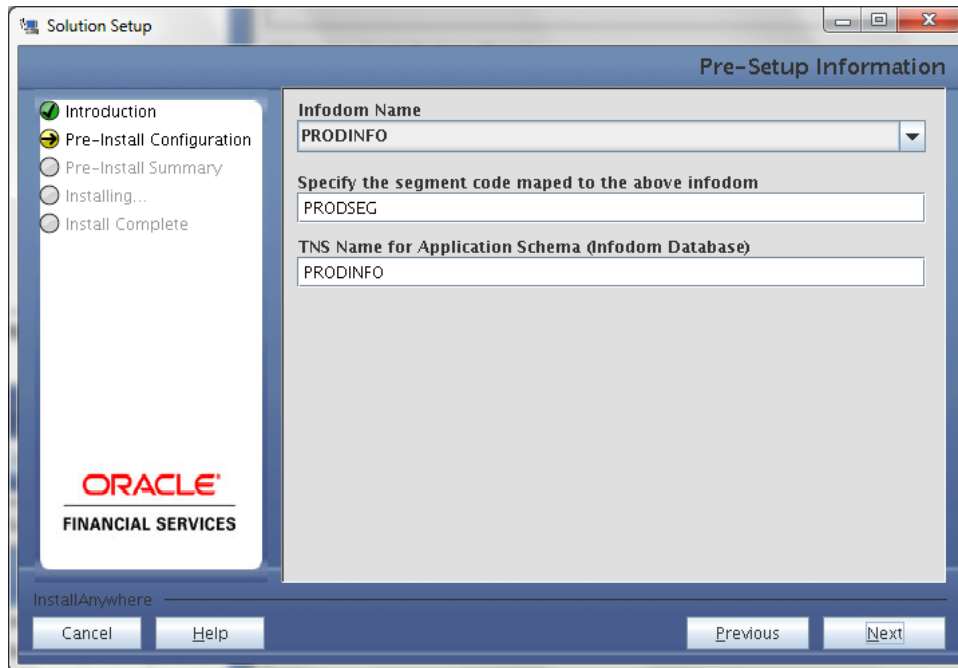 Solution Setup
Pre-Setup Information
Introduction
Pre-Install Configuration
Pre-Install Summary
Installing...
Install Complete
ORACLE'
FINANCIAL SERVICES
Infodom Name
PRODINFO
Specify the segment code maped to the above infodom
PRODSEG
TNS Name for Application Schema (Infodom Database)
PRODINFO
InstallAnywhere
Cancel Help Previous Next